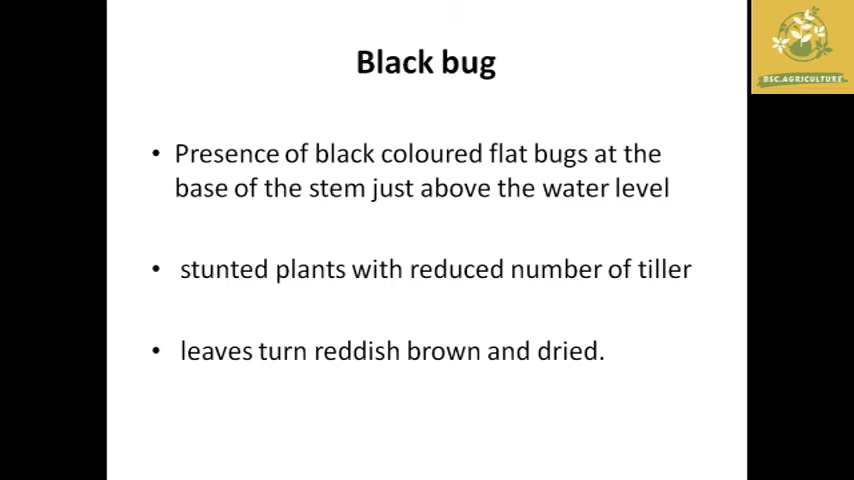 Black bug
BSC.AGRICULTURE
• Presence of black coloured flat bugs at the
base of the stem just above the water level
• stunted plants with reduced number of tiller
• leaves turn reddish brown and dried.